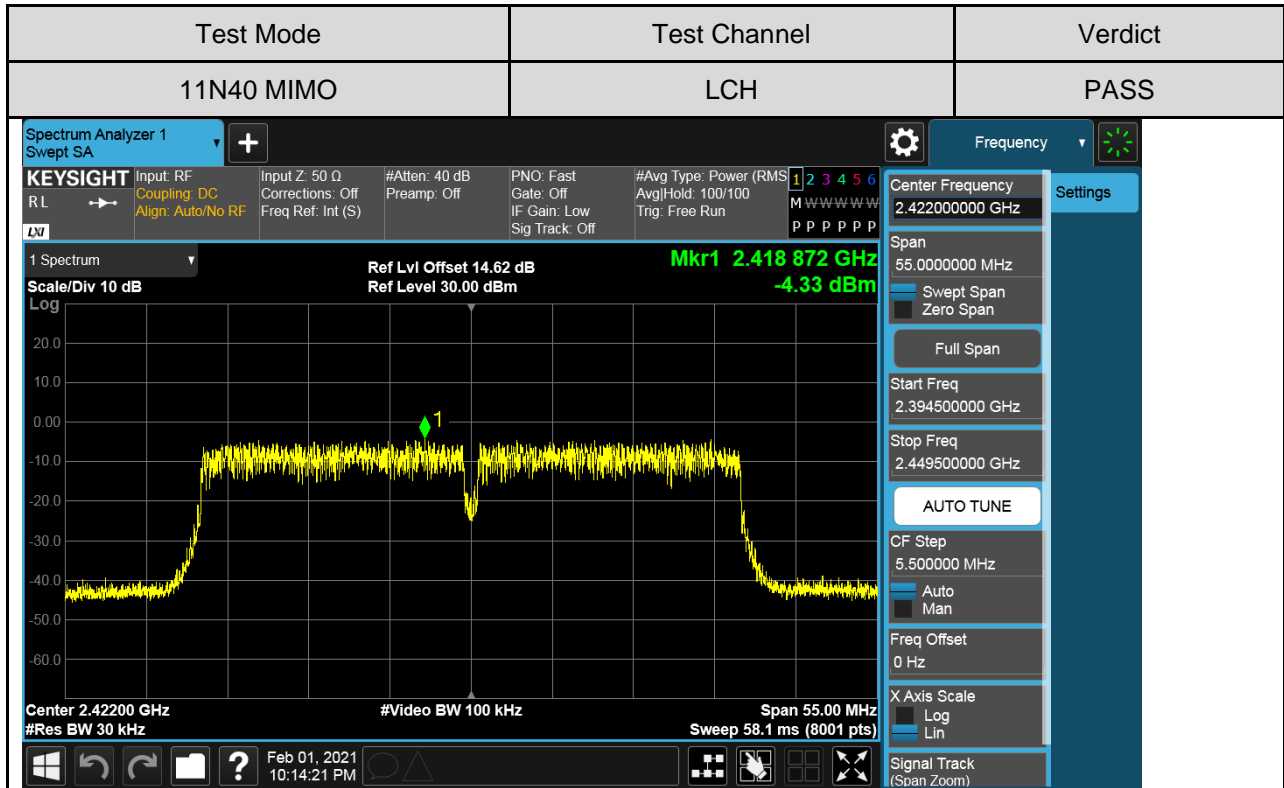 Test Mode Test Channel Verdict
11N40 MIMO LCH PASS
Spectrum Analyzer 1
Swept SA
Frequency
KEYSIGHT
R L
LXI
Input: RF
Coupling: DC
Align: Auto/No RF
Input Z: 50 Ω
Corrections: Off
Freq Ref: Int (S)
#Atten: 40 dB
Preamp: Off
PNO: Fast
Gate: Off
IF Gain: Low
Sig Track: Off
#Avg Type: Power (RMS
Avg|Hold: 100/100
Trig: Free Run
1 2 3 4 5 6
M W W W W W
P P P P P P
1 Spectrum
Scale/Div 10 dB
Log
Ref Lvl Offset 14.62 dB
Ref Level 30.00 dBm
Mkr1 2.418 872 GHz
-4.33 dBm
20.0
10.0
0.00
-10.0
-20.0
-30.0
-40.0
-50.0
-60.0
1
Center 2.42200 GHz
#Res BW 30 kHz
#Video BW 100 kHz
Span 55.00 MHz
Sweep 58.1 ms (8001 pts)
?
Feb 01, 2021
10:14:21 PM
Center Frequency
2.422000000 GHz
Settings
Span
55.0000000 MHz
Swept Span
Zero Span
Full Span
Start Freq
2.394500000 GHz
Stop Freq
2.449500000 GHz
AUTO TUNE
CF Step
5.500000 MHz
Auto
Man
Freq Offset
0 Hz
X Axis Scale
Log
Lin
Signal Track
(Span Zoom)